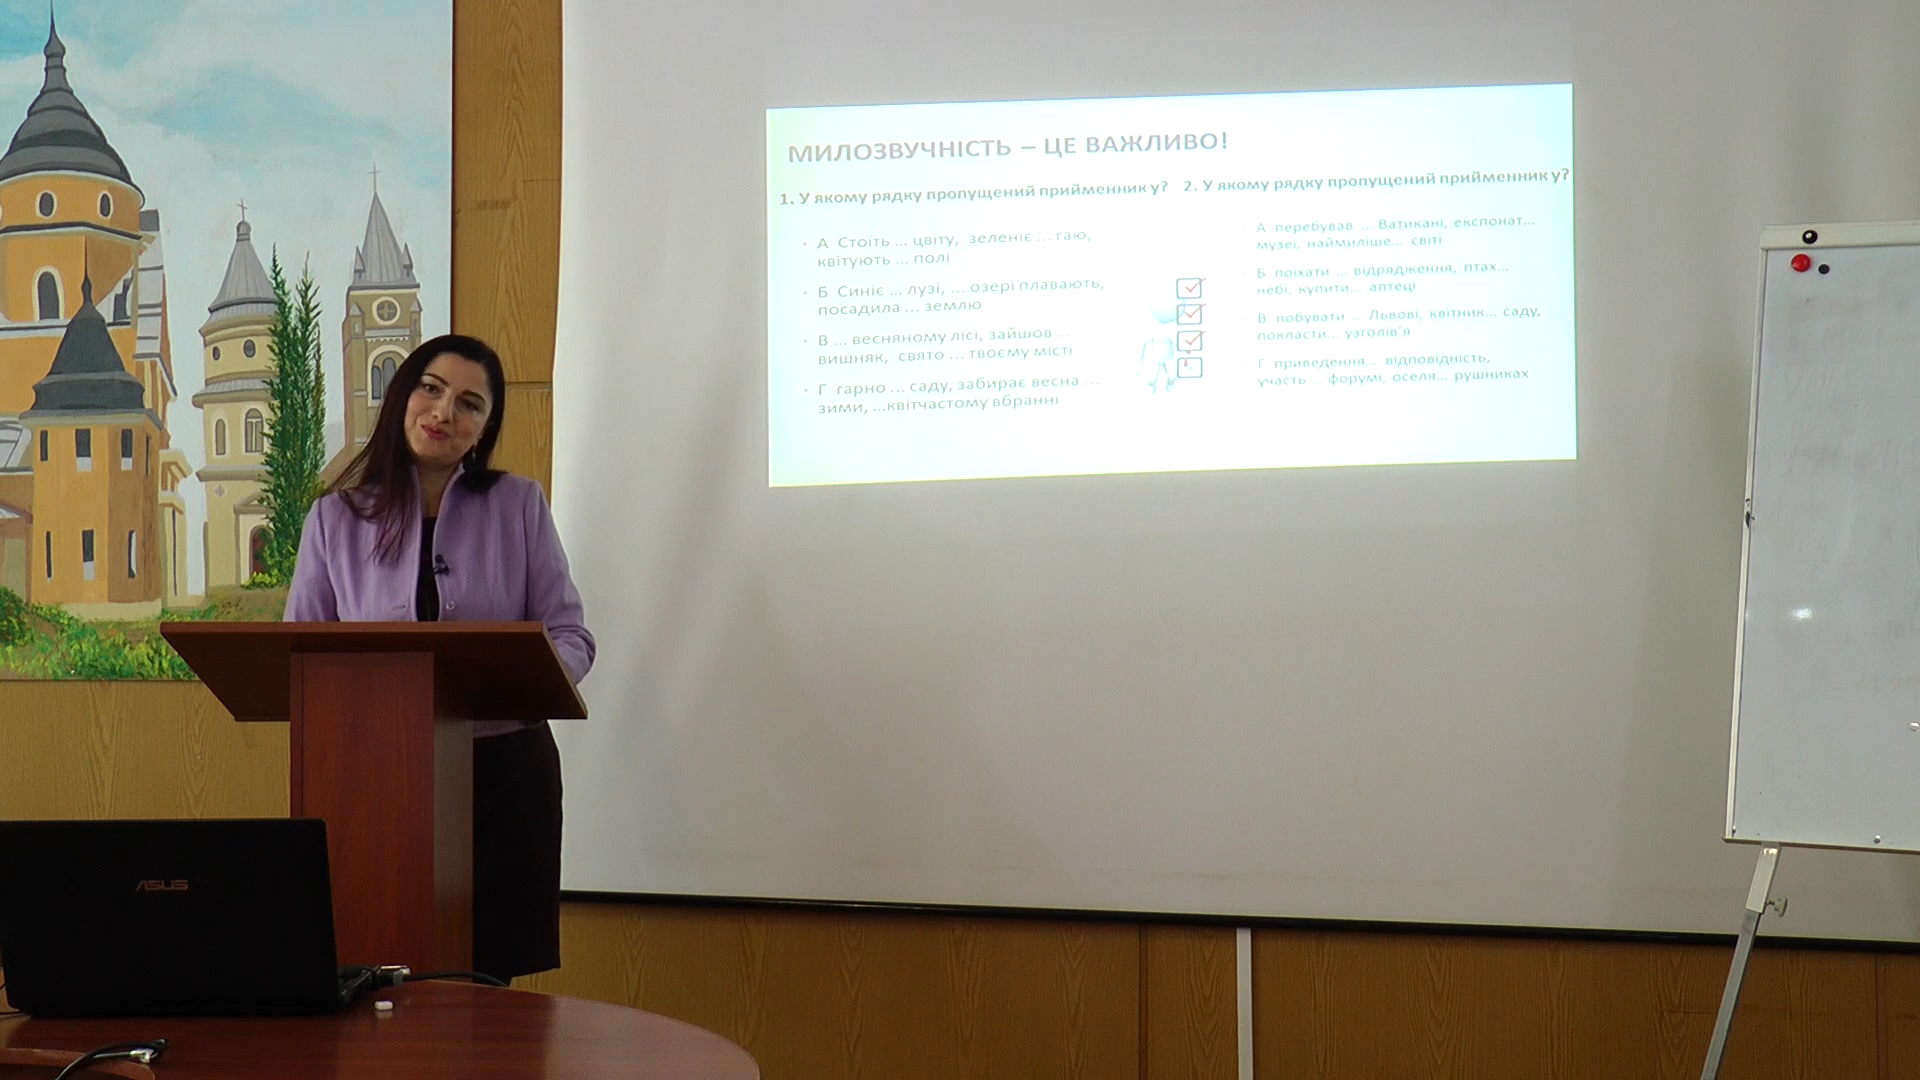 МИЛОЗВУЧНІСТЬ – ЦЕ ВАЖЛИВО!
1. У якому рядку пропущений прийменник у?
А Стоїть ... цвіту, зеленіє ... гаю,
квітують ... полі
Б Синіє ... лузі, ... озері плавають,
посадила ... землю
В ... весняному лісі, зайшов ...
вишняк, свято ... твоєму місті
Г гарно ... саду, забирає весна ...
зими, ...квітчастому вбранні
2. У якому рядку пропущений прийменник у?
А перебував ... Ватикані, експонат...
музеї, наймиліше... світі
Б поїхати ... відрядження, птах...
небі, купити... аптеці
В побувати ... Львові, квітник... саду,
покласти... узголів'я
Г приведення... відповідність,
участь ... форумі, оселя... рушниках
ASUS